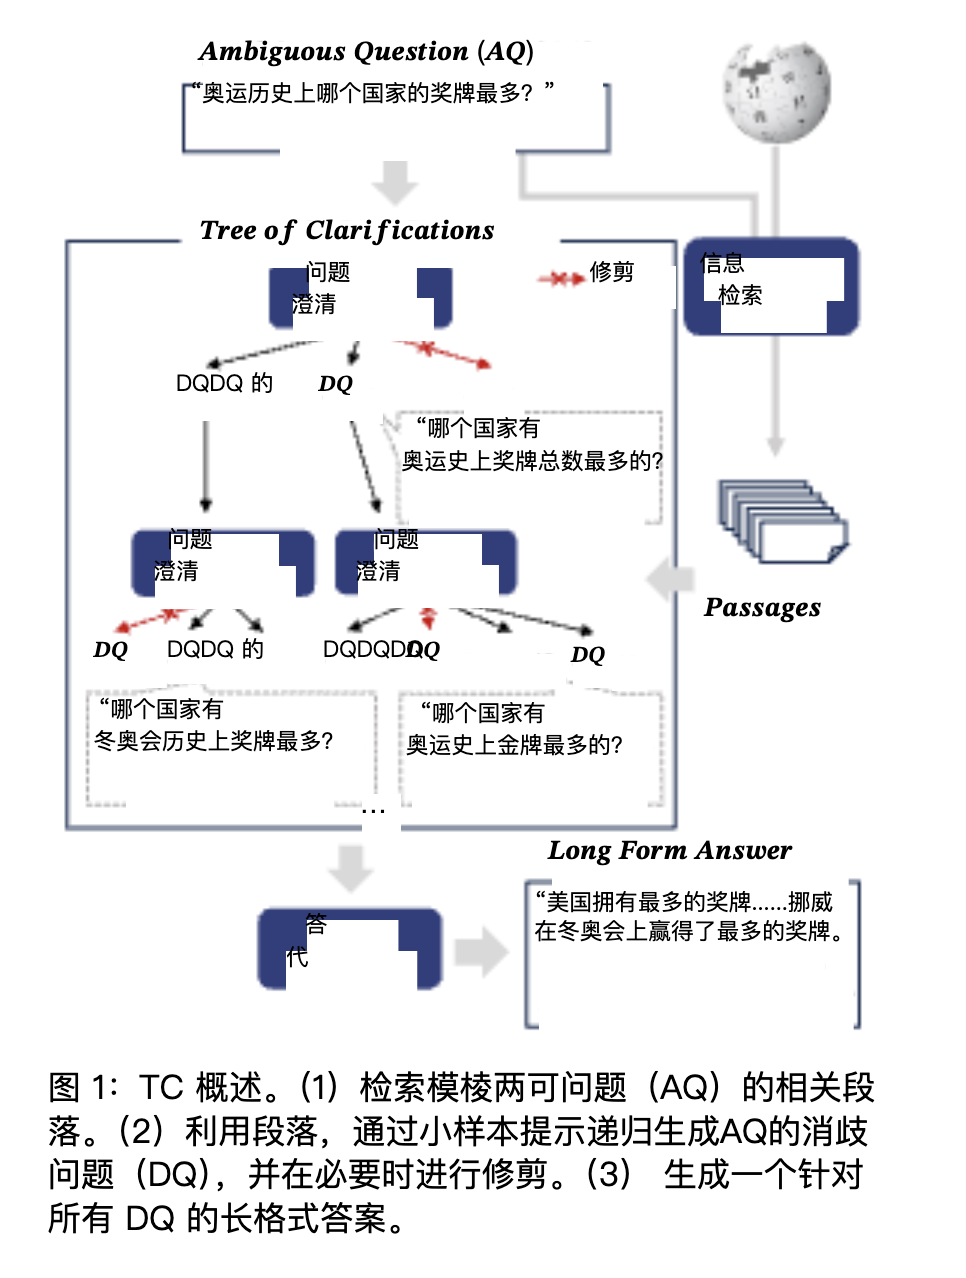 Ambiguous Question (AQ)
“奥运历史上哪个国家的奖牌最多？”
Tree of Clarifications
问题
澄清
修剪
信息
检索
DQDQ 的
DQ
“哪个国家有
奥运史上奖牌总数最多的?
问题
澄清
问题
澄清
Passages
DQ
DQDQ 的
DQDQDQ
DQ
DQ
“哪个国家有
冬奥会历史上奖牌最多?
“哪个国家有
奥运史上金牌最多的?
...
Long Form Answer
答
代
“美国拥有最多的奖牌......挪威
在冬奥会上赢得了最多的奖牌。
图 1：TC 概述。（1）检索模棱两可问题（AQ）的相关段
落。（2）利用段落，通过小样本提示递归生成AQ的消歧
问题（DQ），并在必要时进行修剪。（3） 生成一个针对
所有 DQ 的长格式答案。